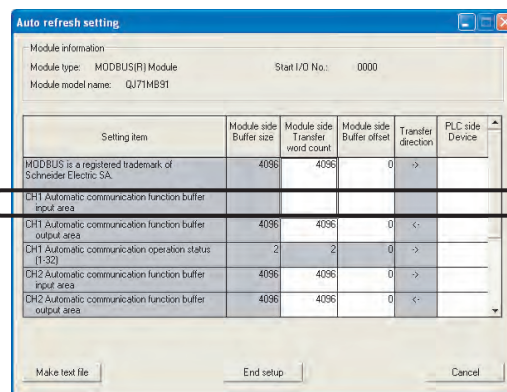 Auto refresh setting
Module information
Module type: MODBUS(R) Module Start I/O No.: 0000
Module model name: QJ71MB91
Setting item Module side Buffer size Module side Transfer word count Module side Buffer offset Transfer direction PLC side Device
MODBUS is a registered trademark of 4096 4096 0 ->
Schneider Electric SA.
CH1 Automatic communication function buffer
input area
CH1 Automatic communication function buffer 4096 4096 0 <-
output area
CH1 Automatic communication operation status 2 2 0 ->
(1-32)
CH2 Automatic communication function buffer 4096 4096 0 ->
input area
CH2 Automatic communication function buffer 4096 4096 0 <-
output area
Make text file End setup Cancel